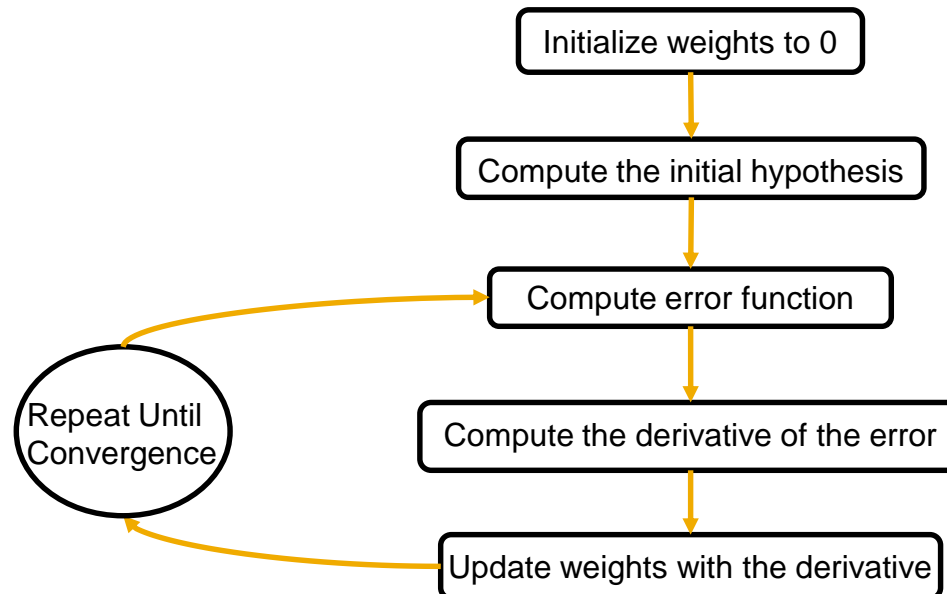 Initialize weights to 0
Compute the initial hypothesis
Compute error function
Repeat Until
Convergence
Compute the derivative of the error
Update weights with the derivative